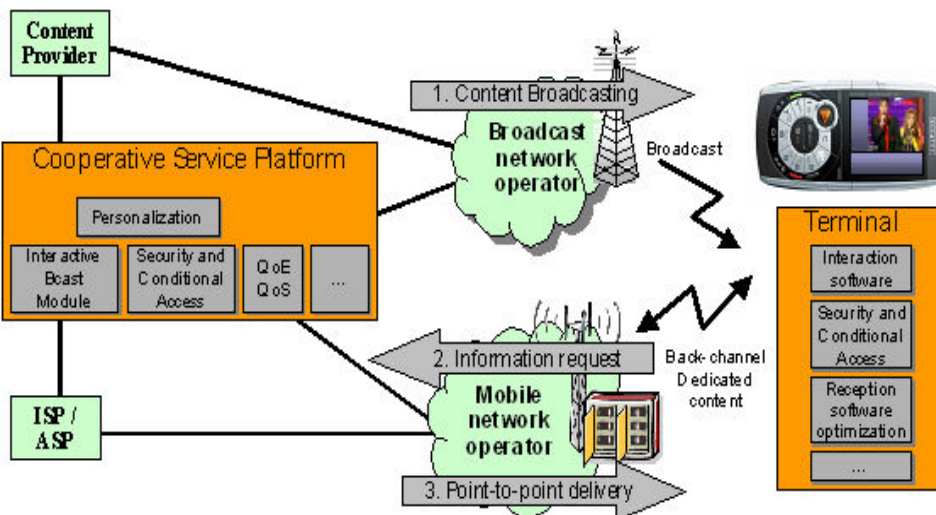 Content
Provider
1. Content Broadcasting
Broadcast
network
operator
Broadcast
Cooperative Service Platform
Personalization
Interactive
Bcast
Module
Security and
Conditional
Access
QoE
QoS
...
Terminal
Interaction
software
Security and
Conditional
Access
Reception
software
optimization
...
2. Information request
Back-channel
Dedicated
content
Mobile
network
operator
ISP /
ASP
3. Point-to-point delivery